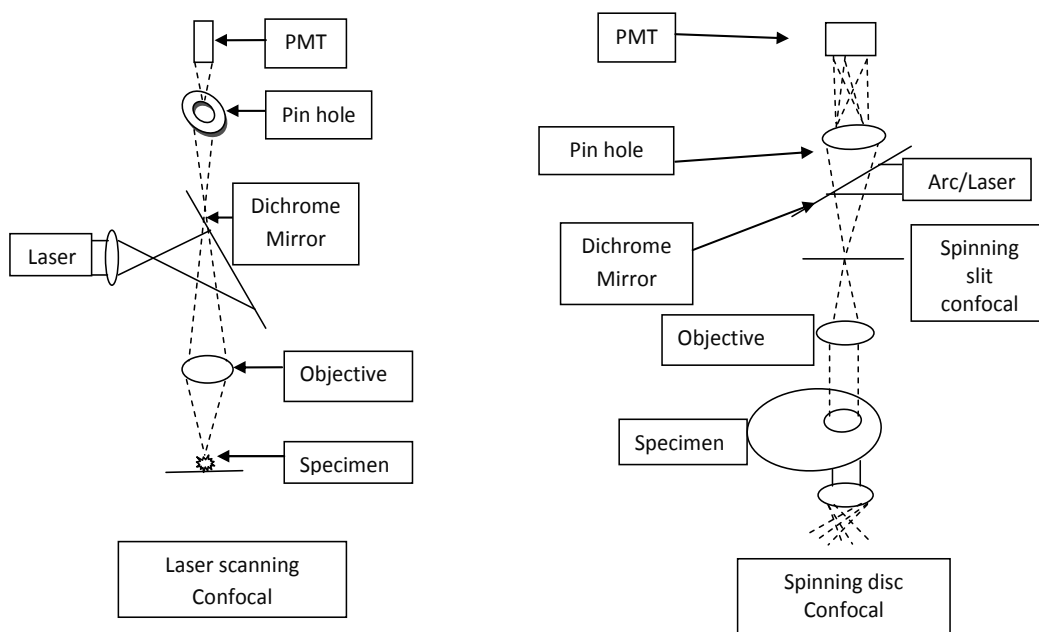 PMT
Pin hole
Dichrome
Mirror
Laser
Objective
Specimen
Laser scanning
Confocal
PMT
Pin hole
Arc/Laser
Dichrome
Mirror
Spinning
slit
confocal
Objective
Specimen
Spinning disc
Confocal